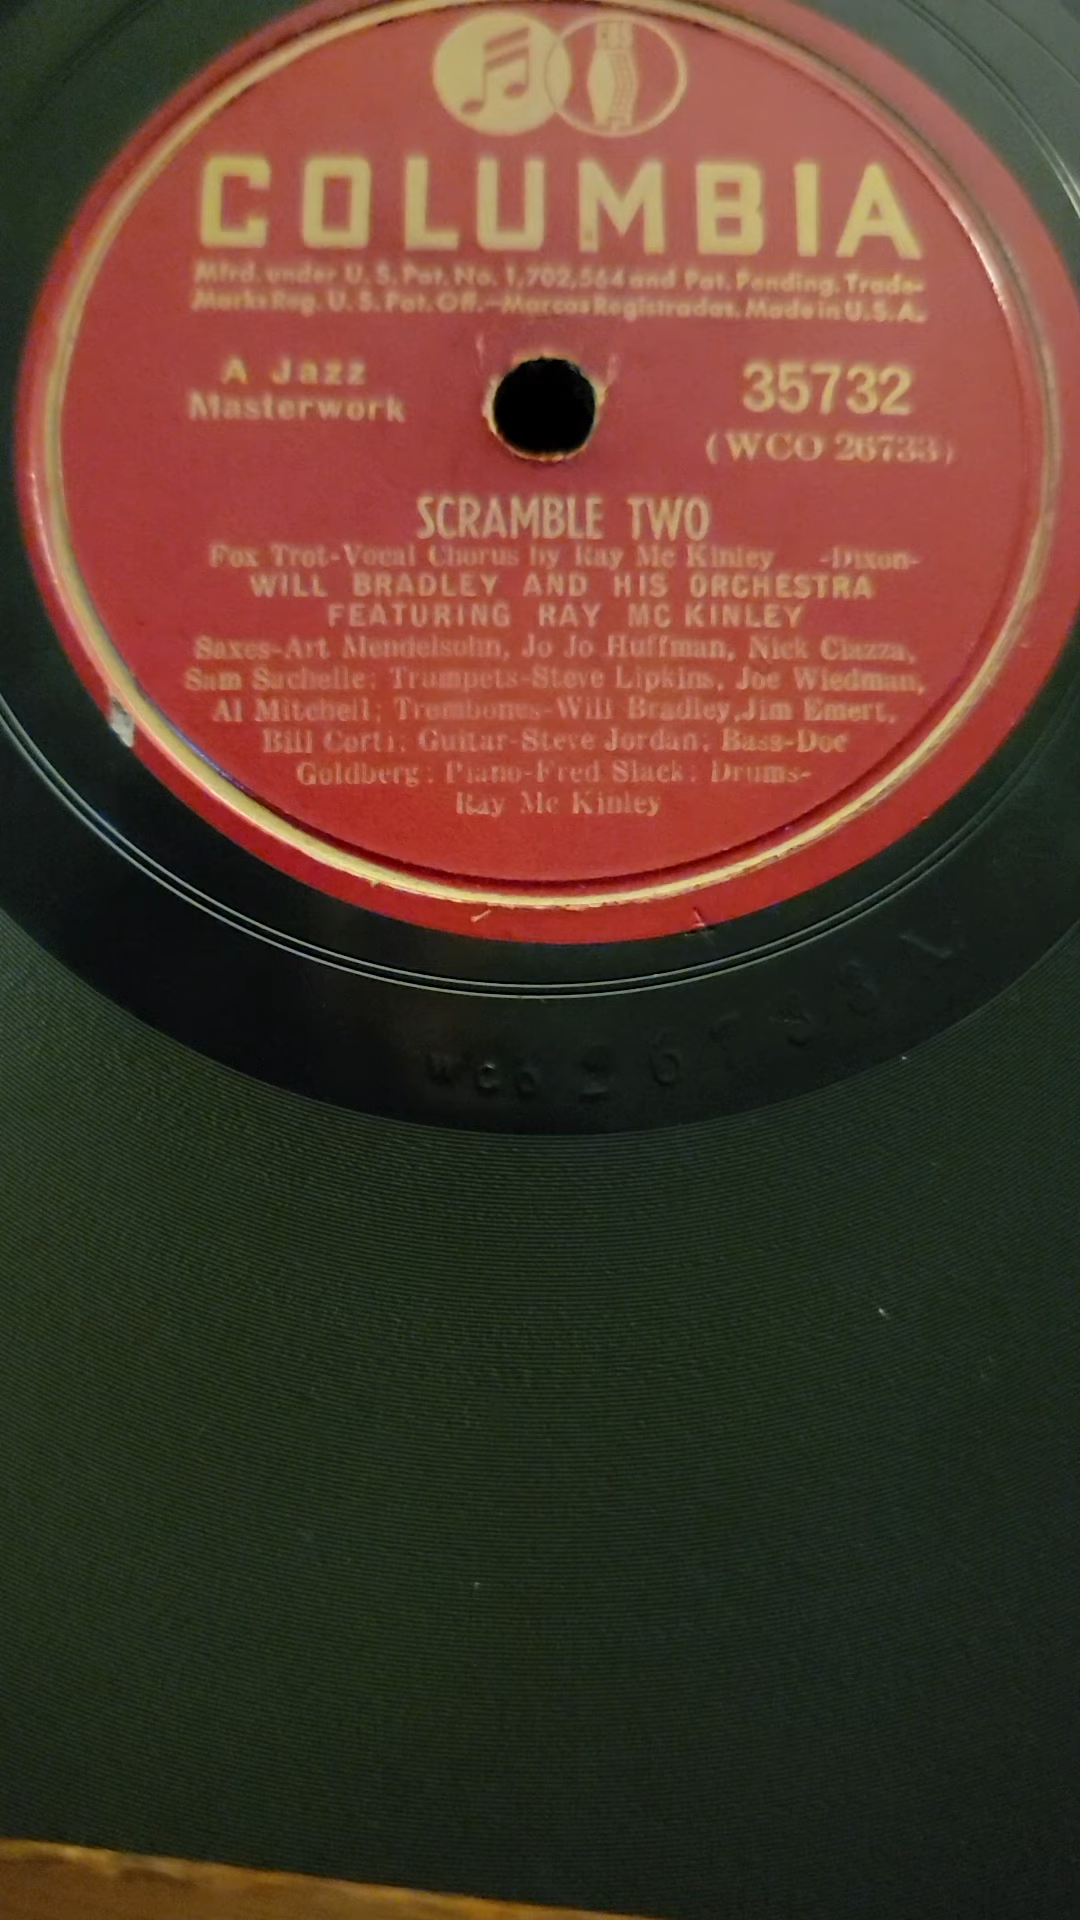 CBS
COLUMBIA
Mfrd. under U. S. Pat. No. 1,702,564 and Pat. Pending. Trade-
Marks Reg. U. S. Pat. Off.—Marcas Registradas. Made in U.S.A.
A Jazz
Masterwork
35732
(WCO 26733)
SCRAMBLE TWO
Fox Trot-Vocal Chorus by Ray Mc Kinley -Dixon-
WILL BRADLEY AND HIS ORCHESTRA
FEATURING RAY MC KINLEY
Saxes-Art Mendelsohn, Jo Jo Huffman, Nick Ciazza,
Sam Sachelle; Trumpets-Steve Lipkins, Joe Wiedman,
Al Mitchell; Trombones-Will Bradley, Jim Emert,
Bill Corti; Guitar-Steve Jordan; Bass-Doc
Goldberg; Piano-Fred Slack; Drums-
Ray Mc Kinley
WCO 26733